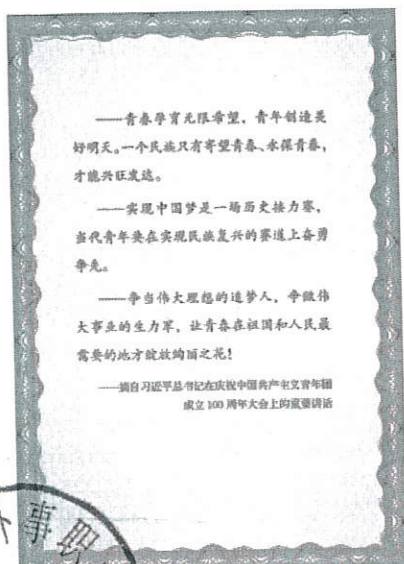 ——青春孕育无限希望，青年创造美
好明天。一个民族只有寄望青春、永葆青春，
才能兴旺发达。
——实现中国梦是一场历史接力赛，
当代青年要在实现民族复兴的赛道上奋勇
争先。
——争当伟大理想的追梦人，争做伟
大事业的生力军，让青春在祖国和人民最
需要的地方绽放绚丽之花！
——摘自习近平总书记在庆祝中国共产主义青年团
成立 100 周年大会上的重要讲话
事 职